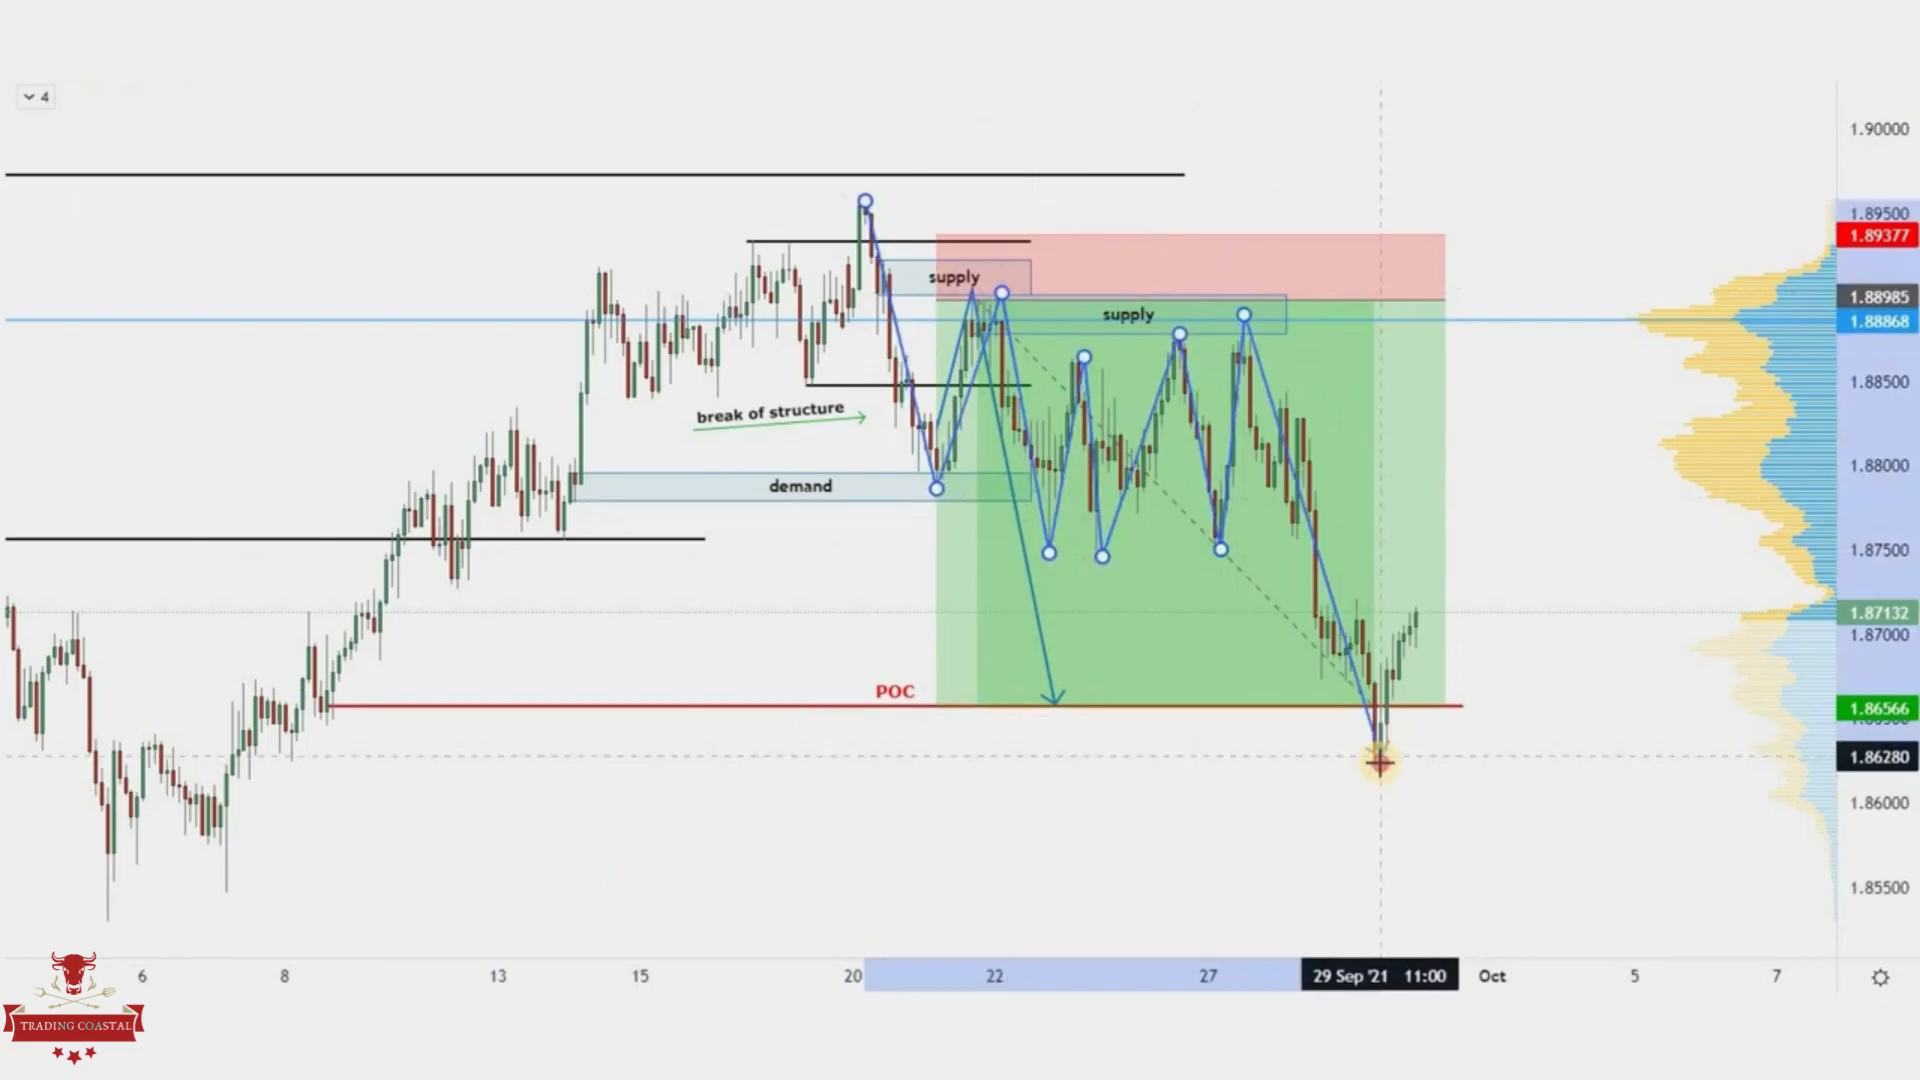 4
1.90000
1.89500
1.89377
supply
1.88985
supply
1.88868
1.88500
break of structure
1.88000
demand
1.87500
1.87132
1.87000
POC
1.86566
1.86280
1.86000
1.85500
6 8 13 15 20 22 27 29 Sep '21 11:00 Oct 5 7
TRADING COASTAL